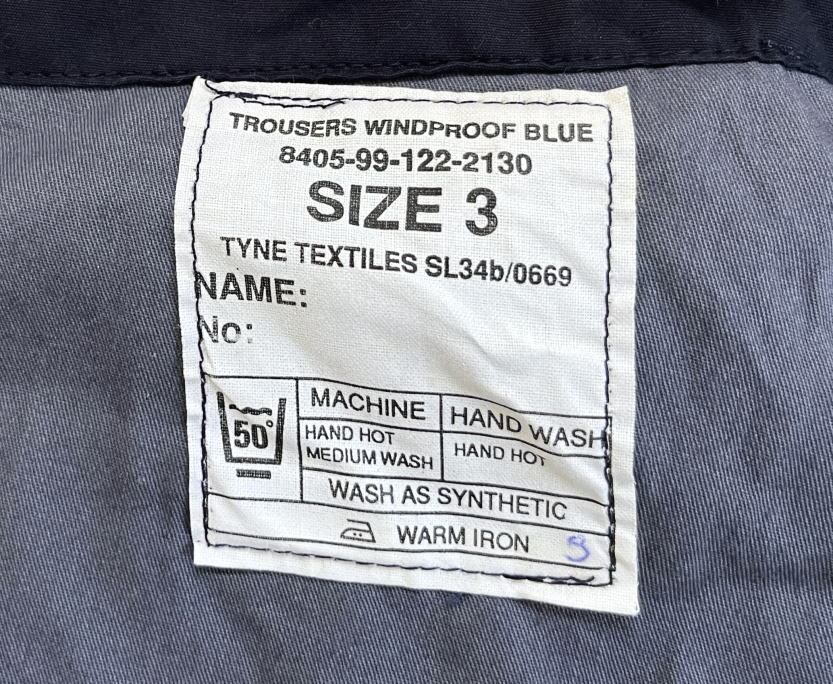 TROUSERS WINDPROOF BLUE
8405-99-122-2130
SIZE 3
TYNE TEXTILES SL34b/0669
NAME:
No:
50°
MACHINE
HAND WASH
HAND HOT
MEDIUM WASH
HAND HOT
WASH AS SYNTHETIC
WARM IRON